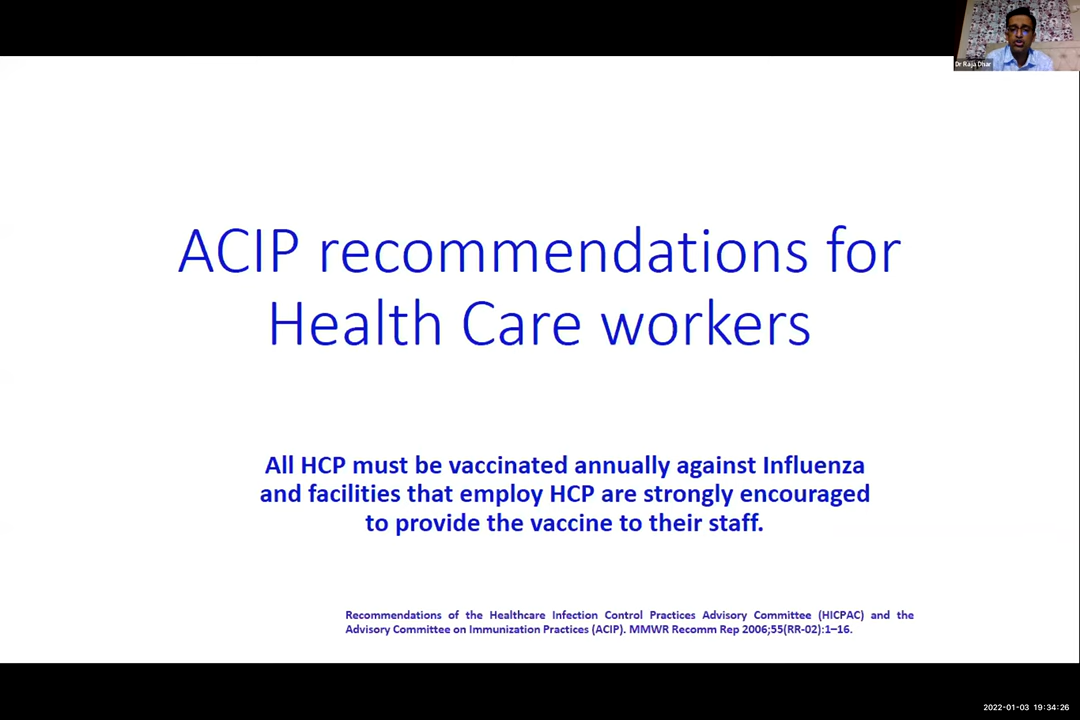 Dr Raja Dhar
ACIP recommendations for
Health Care workers
All HCP must be vaccinated annually against Influenza
and facilities that employ HCP are strongly encouraged
to provide the vaccine to their staff.
Recommendations of the Healthcare Infection Control Practices Advisory Committee (HICPAC) and the
Advisory Committee on Immunization Practices (ACIP). MMWR Recomm Rep 2006;55(RR-02):1–16.
2022-01-03 19:34:26